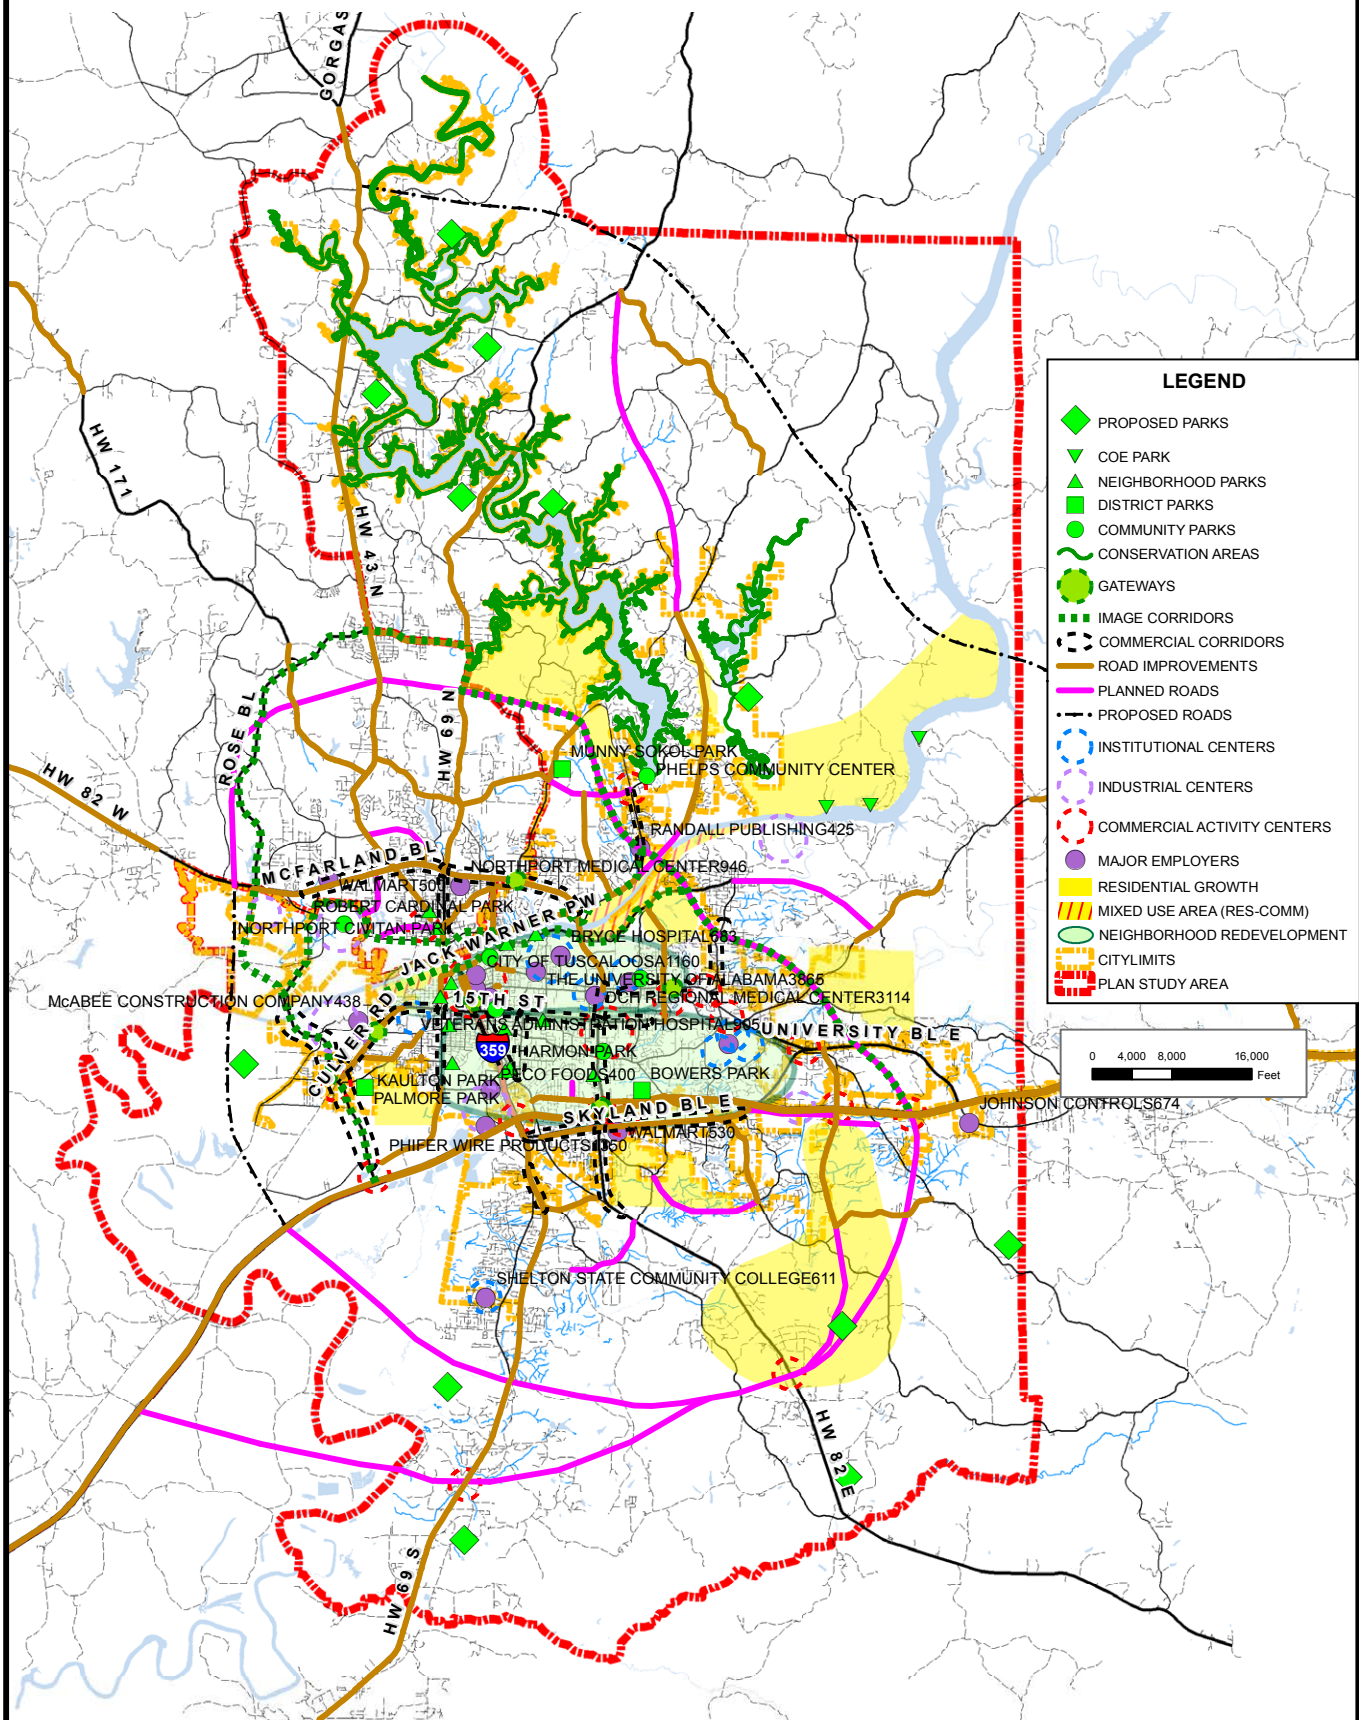 GORGAS
HW 171
HW 43 N
ROSE BL
HW 69 N
HW 82 W
MUNNY SOKOL PARK
PHELPS COMMUNITY CENTER
RANDALL PUBLISHING425
MCFARLAND BL
NORTHPORT MEDICAL CENTER946
WALMART500
ROBERT CARDINAL PARK
NORTHPORT CIVITAN PARK
JACK WARNER PW
BRYCE HOSPITAL683
CITY OF TUSCALOOSA1160
THE UNIVERSITY OF ALABAMA3865
McABEE CONSTRUCTION COMPANY438
15TH ST
DCH REGIONAL MEDICAL CENTER3114
VETERANS ADMINISTRATION HOSPITAL905
UNIVERSITY BL E
CULVER RD
359
HARMON PARK
KAULTON PARK
PECO FOODS400
BOWERS PARK
PALMORE PARK
SKYLAND BL E
JOHNSON CONTROLS674
WALMART530
PHIFER WIRE PRODUCTS1350
SHELTON STATE COMMUNITY COLLEGE611
HW 82 E
HW 69 S
LEGEND
PROPOSED PARKS
COE PARK
NEIGHBORHOOD PARKS
DISTRICT PARKS
COMMUNITY PARKS
CONSERVATION AREAS
GATEWAYS
IMAGE CORRIDORS
COMMERCIAL CORRIDORS
ROAD IMPROVEMENTS
PLANNED ROADS
PROPOSED ROADS
INSTITUTIONAL CENTERS
INDUSTRIAL CENTERS
COMMERCIAL ACTIVITY CENTERS
MAJOR EMPLOYERS
RESIDENTIAL GROWTH
MIXED USE AREA (RES-COMM)
NEIGHBORHOOD REDEVELOPMENT
CITYLIMITS
PLAN STUDY AREA
0 4,000 8,000 16,000
Feet